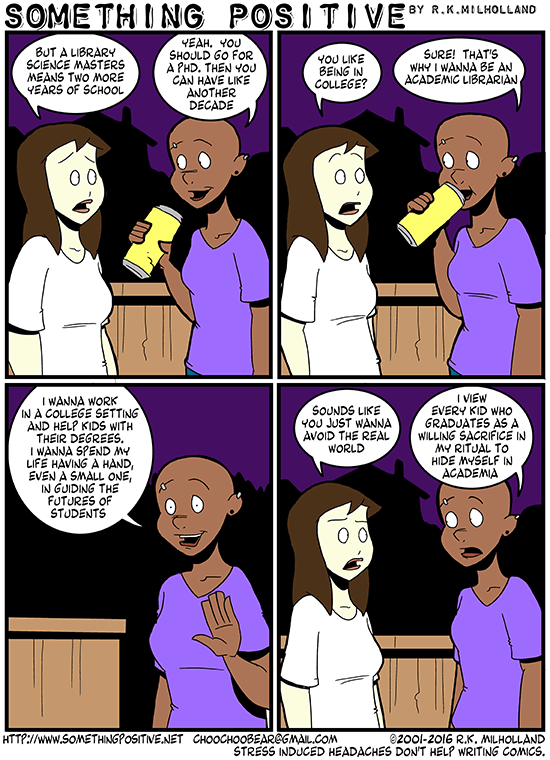 SOMETHING POSITIVE BY R.K.MILHOLLAND
BUT A LIBRARY
SCIENCE MASTERS
MEANS TWO MORE
YEARS OF SCHOOL
YEAH. YOU
SHOULD GO FOR
A PHD. THEN YOU
CAN HAVE LIKE
ANOTHER
DECADE
YOU LIKE
BEING IN
COLLEGE?
SURE! THAT'S
WHY I WANNA BE AN
ACADEMIC LIBRARIAN
I WANNA WORK
IN A COLLEGE SETTING
AND HELP KIDS WITH
THEIR DEGREES.
I WANNA SPEND MY
LIFE HAVING A HAND,
EVEN A SMALL ONE,
IN GUIDING THE
FUTURES OF
STUDENTS
SOUNDS LIKE
YOU JUST WANNA
AVOID THE REAL
WORLD
I VIEW
EVERY KID WHO
GRADUATES AS A
WILLING SACRIFICE IN
MY RITUAL TO
HIDE MYSELF IN
ACADEMIA
HTTP://WWW.SOMETHINGPOSITIVE.NET CHOOCHOOBEAR@GMAIL.COM ©2001-2016 R.K. MILHOLLAND
STRESS INDUCED HEADACHES DON'T HELP WRITING COMICS.